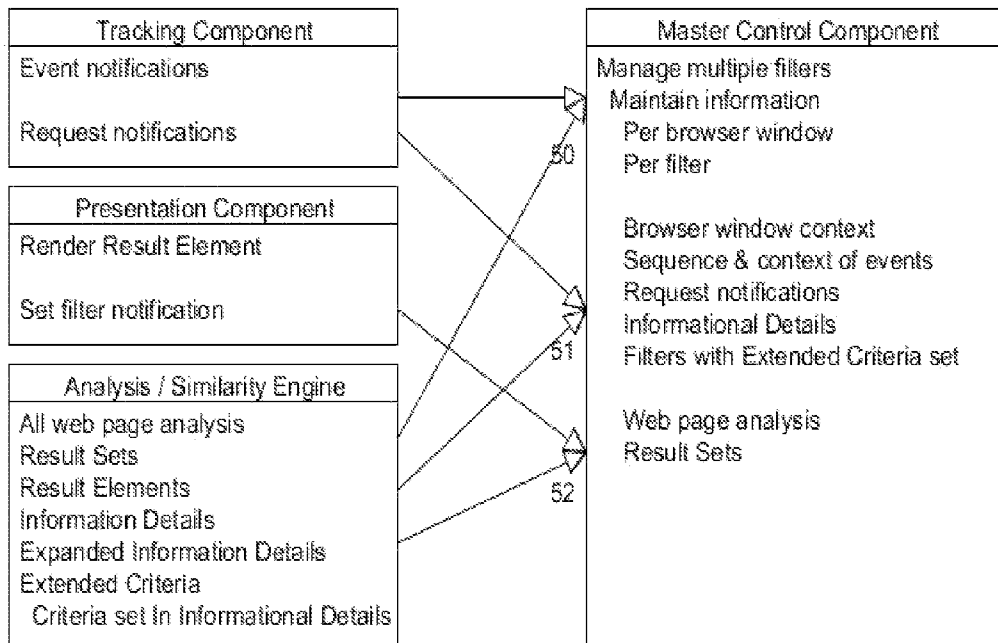 Tracking Component
Event notifications
Request notifications
Presentation Component
Render Result Element
Set filter notification
Analysis / Similarity Engine
All web page analysis
Result Sets
Result Elements
Information Details
Expanded Information Details
Extended Criteria
Criteria set In Informational Details
50
51
52
Master Control Component
Manage multiple filters
Maintain information
Per browser window
Per filter
Browser window context
Sequence & context of events
Request notifications
Informational Details
Filters with Extended Criteria set
Web page analysis
Result Sets